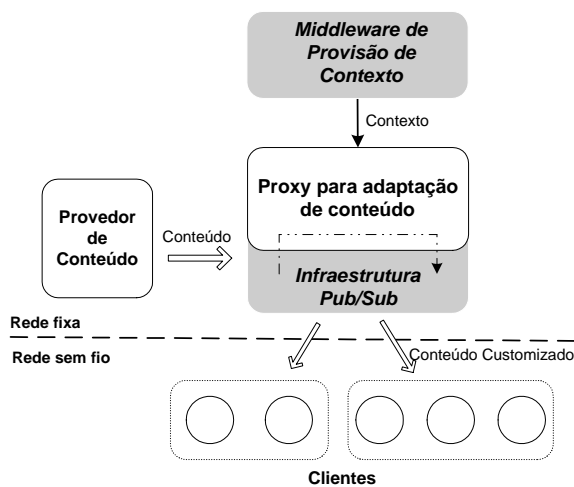 Middleware de
Provisão de
Contexto
Contexto
Proxy para adaptação
de conteúdo
Provedor
de
Conteúdo
Conteúdo
Infraestrutura
Pub/Sub
Rede fixa
Rede sem fio
Conteúdo Customizado
Clientes